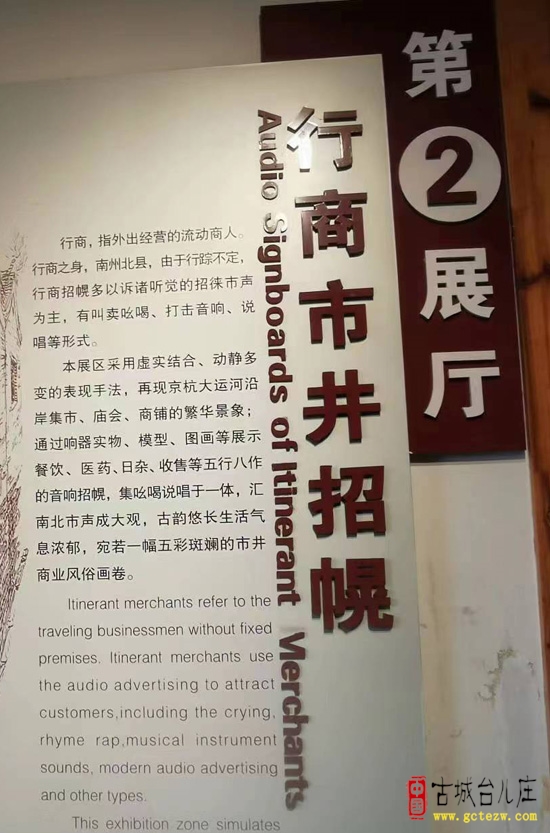 第2展厅
行商市井招幌
Audio Signboards of Itinerant Merchants
行商，指外出经营的流动商人。
行商之身，南州北县，由于行踪不定，
行商招幌多以诉诸听觉的招徕市声
为主，有叫卖吆喝、打击音响、说
唱等形式。
本展区采用虚实结合、动静多
变的表现手法，再现京杭大运河沿
岸集市、庙会、商铺的繁华景象；
通过响器实物、模型、图画等展示
餐饮、医药、日杂、收售等五行八作
的音响招幌，集吆喝说唱于一体，汇
南北市声成大观，古韵悠长生活气
息浓郁，宛若一幅五彩斑斓的市井
商业风俗画卷。
Itinerant merchants refer to the
traveling businessmen without fixed
premises. Itinerant merchants use
the audio advertising to attract
customers,including the crying,
rhyme rap,musical instrument
sounds, modern audio advertising
and other types.
This exhibition zone simulates
中国
古城台儿庄
www.gctezw.com